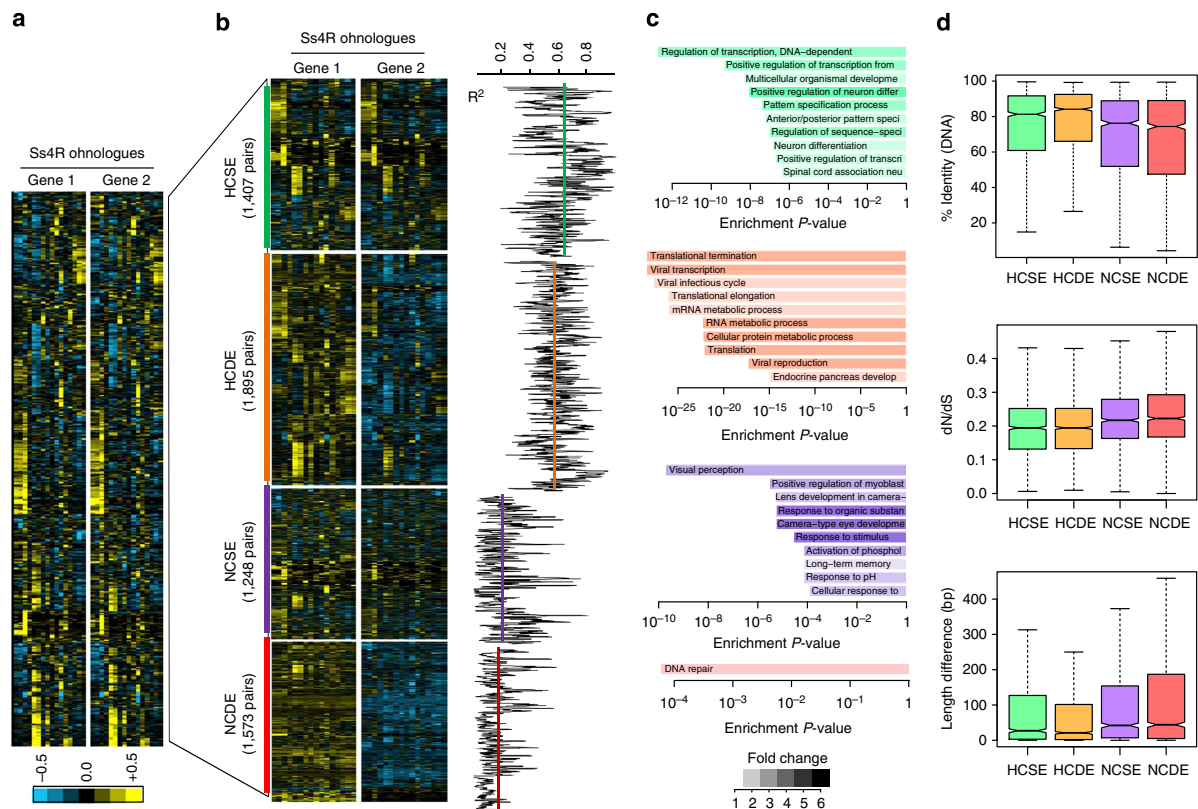 a
Ss4R ohnologues
Gene 1
Gene 2
−0.5
0.0
+0.5
b
Ss4R ohnologues
Gene 1
Gene 2
HCSE
(1,407 pairs)
HCDE
(1,895 pairs)
NCSE
(1,248 pairs)
NCDE
(1,573 pairs)
0.2
0.4
0.6
0.8
R²
c
Regulation of transcription, DNA−dependent
Positive regulation of transcription from
Multicellular organismal developme
Positive regulation of neuron differ
Pattern specification process
Anterior/posterior pattern speci
Regulation of sequence−speci
Neuron differentiation
Positive regulation of transcri
Spinal cord association neu
10⁻¹² 10⁻¹⁰ 10⁻⁸ 10⁻⁶ 10⁻⁴ 10⁻² 1
Enrichment P-value
Translational termination
Viral transcription
Viral infectious cycle
Translational elongation
mRNA metabolic process
RNA metabolic process
Cellular protein metabolic process
Translation
Viral reproduction
Endocrine pancreas develop
10⁻²⁵ 10⁻²⁰ 10⁻¹⁵ 10⁻¹⁰ 10⁻⁵ 1
Enrichment P-value
Visual perception
Positive regulation of myoblast
Lens development in camera−
Response to organic substan
Camera−type eye developme
Response to stimulus
Activation of phosphol
Long−term memory
Response to pH
Cellular response to
10⁻¹⁰ 10⁻⁸ 10⁻⁶ 10⁻⁴ 10⁻² 1
Enrichment P-value
DNA repair
10⁻⁴ 10⁻³ 10⁻² 10⁻¹ 1
Enrichment P-value
Fold change
1 2 3 4 5 6
d
% Identity (DNA)
100
80
60
40
20
HCSE HCDE NCSE NCDE
dN/dS
0.4
0.3
0.2
0.1
0.0
HCSE HCDE NCSE NCDE
Length difference (bp)
400
300
200
100
0
HCSE HCDE NCSE NCDE